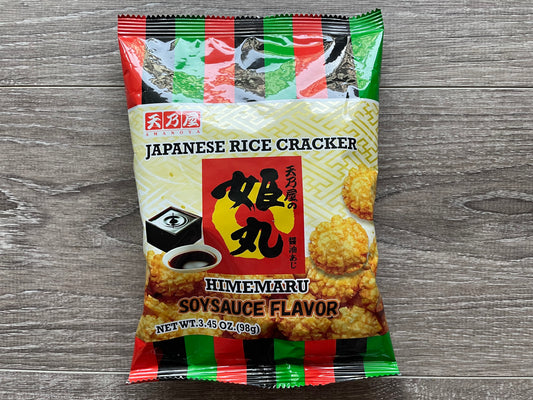 天乃屋
AMANOYA
JAPANESE RICE CRACKER
天乃屋の
姫丸
醤油あじ
HIMEMARU
SOYSAUCE FLAVOR
NET WT.3.45 OZ.(98g)